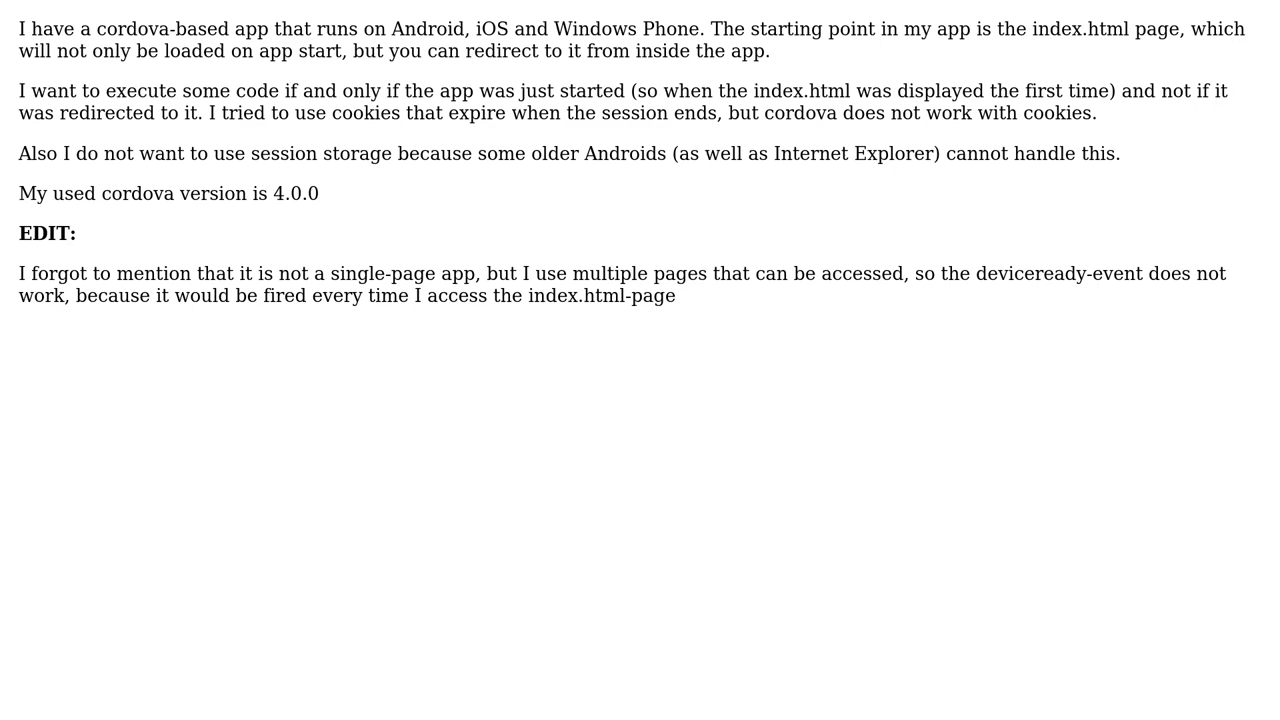 I have a cordova-based app that runs on Android, iOS and Windows Phone. The starting point in my app is the index.html page, which
will not only be loaded on app start, but you can redirect to it from inside the app.
I want to execute some code if and only if the app was just started (so when the index.html was displayed the first time) and not if it
was redirected to it. I tried to use cookies that expire when the session ends, but cordova does not work with cookies.
Also I do not want to use session storage because some older Androids (as well as Internet Explorer) cannot handle this.
My used cordova version is 4.0.0
EDIT:
I forgot to mention that it is not a single-page app, but I use multiple pages that can be accessed, so the deviceready-event does not
work, because it would be fired every time I access the index.html-page